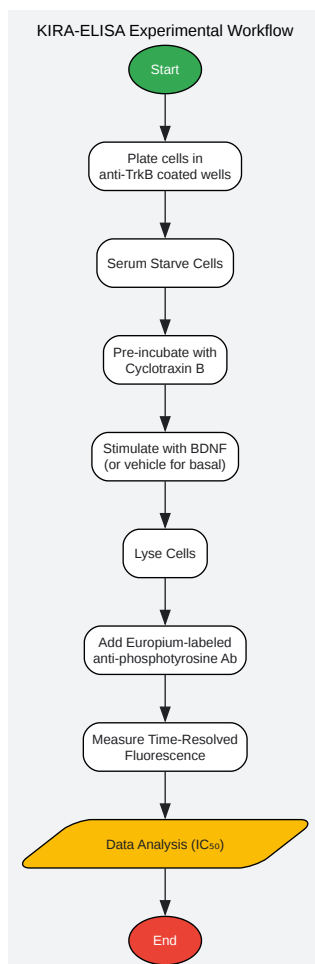 KIRA-ELISA Experimental Workflow
Start
Plate cells in
anti-TrkB coated wells
Serum Starve Cells
Pre-incubate with
Cyclotraxin B
Stimulate with BDNF
(or vehicle for basal)
Lyse Cells
Add Europium-labeled
anti-phosphotyrosine Ab
Measure Time-Resolved
Fluorescence
Data Analysis (IC₅₀)
End